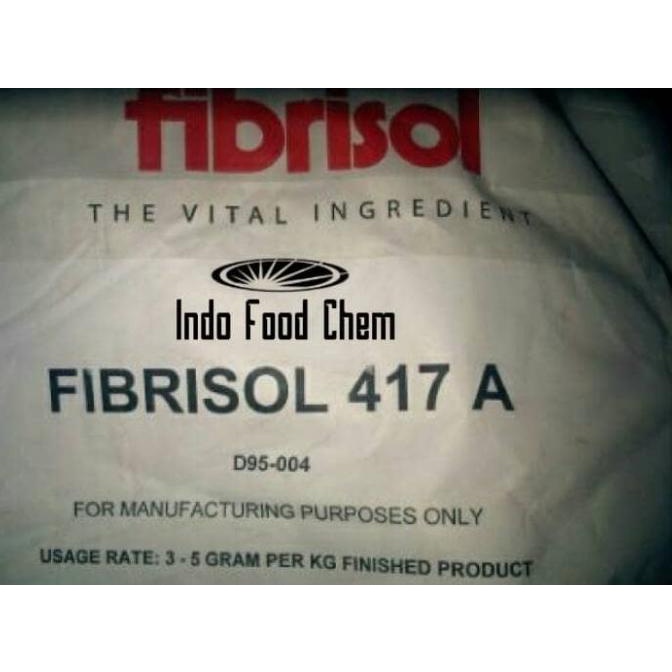 fibrisol
THE VITAL INGREDIENT
Indo Food Chem
FIBRISOL 417 A
D95-004
FOR MANUFACTURING PURPOSES ONLY
USAGE RATE: 3 - 5 GRAM PER KG FINISHED PRODUCT